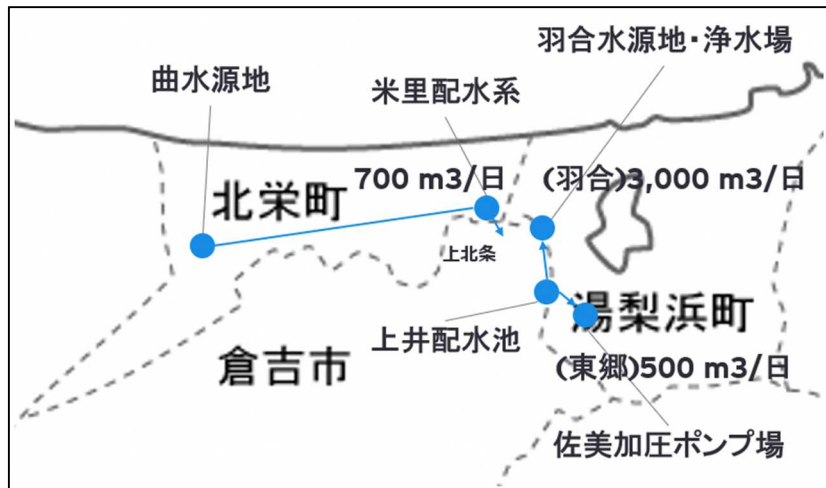 羽合水源地・浄水場
曲水源地
米里配水系
700 m3/日
(羽合)3,000 m3/日
北栄町
上北条
湯梨浜町
上井配水池
倉吉市
(東郷)500 m3/日
佐美加圧ポンプ場